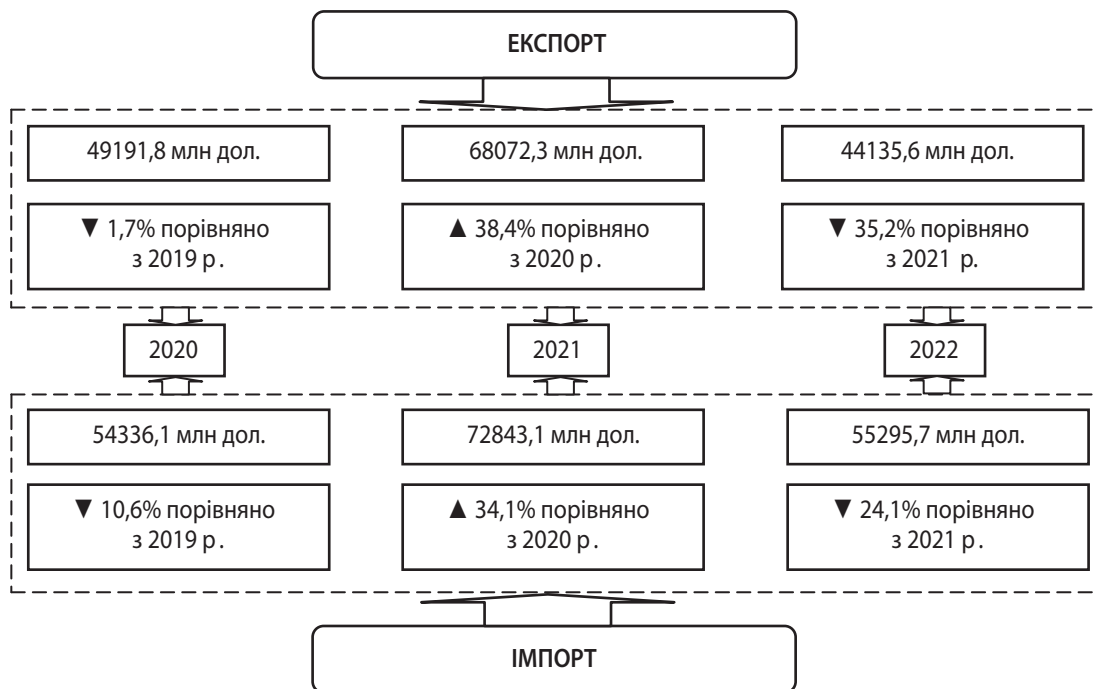 ЕКСПОРТ
49191,8 млн дол.
68072,3 млн дол.
44135,6 млн дол.
▼ 1,7% порівняно
з 2019 р.
▲ 38,4% порівняно
з 2020 р.
▼ 35,2% порівняно
з 2021 р.
2020
2021
2022
54336,1 млн дол.
72843,1 млн дол.
55295,7 млн дол.
▼ 10,6% порівняно
з 2019 р.
▲ 34,1% порівняно
з 2020 р.
▼ 24,1% порівняно
з 2021 р.
ІМПОРТ